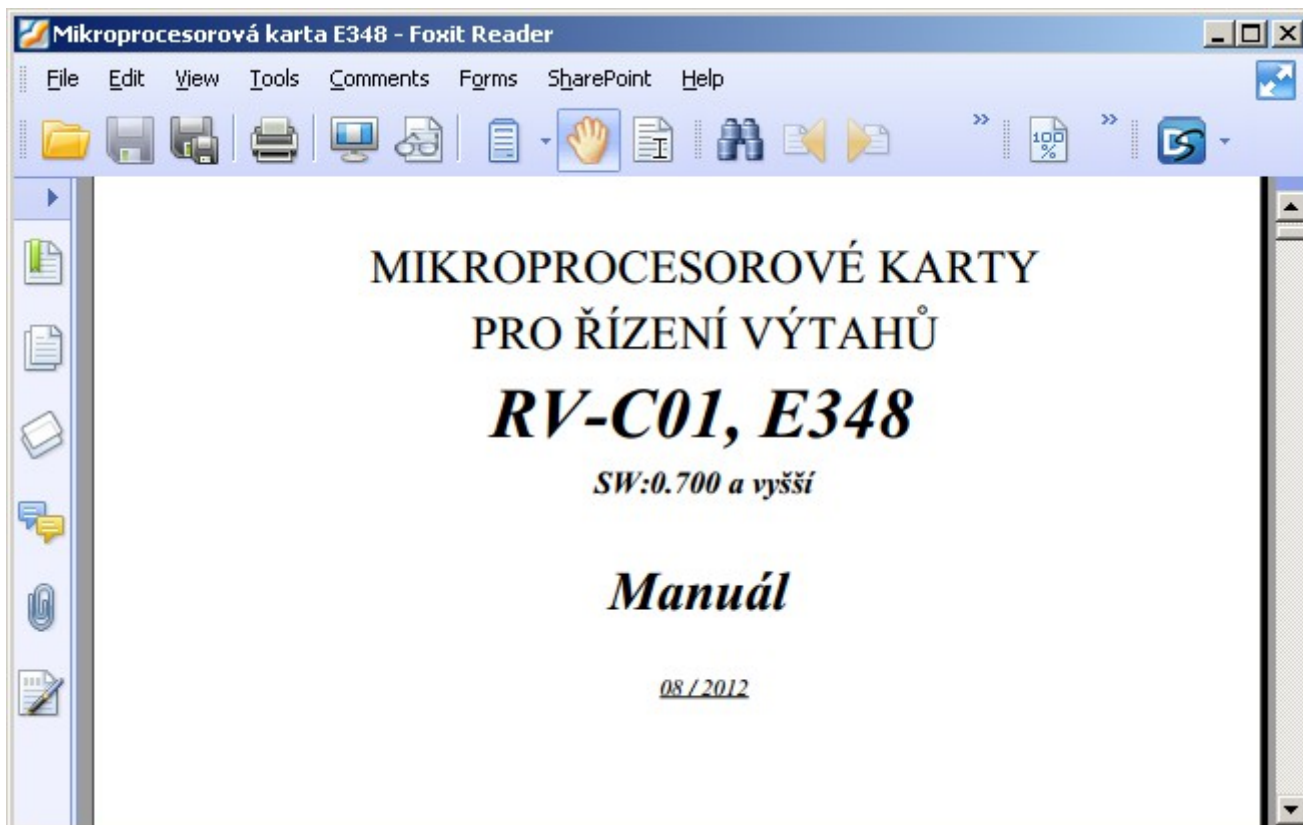 Mikroprocesorová karta E348 - Foxit Reader
File Edit View Tools Comments Forms SharePoint Help
100 %
MIKROPROCESOROVÉ KARTY
PRO ŘÍZENÍ VÝTAHŮ
RV-C01, E348
SW:0.700 a vyšší
Manuál
08 / 2012